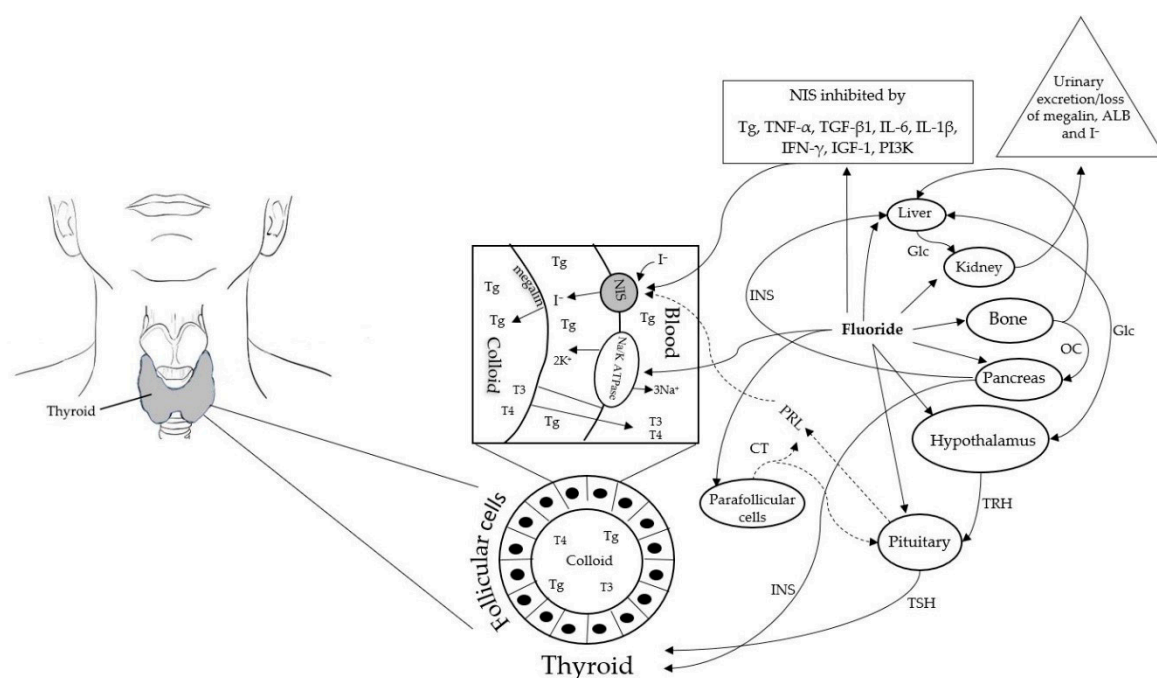 NIS inhibited by
Tg, TNF-α, TGF-β1, IL-6, IL-1β,
IFN-γ, IGF-1, PI3K
Urinary
excretion/loss
of megalin, ALB
and I⁻
Thyroid
Tg
Tg
megalin
Tg
Colloid
I⁻
NIS
I⁻
Tg
Tg
Blood
2K⁺
Na/K ATPase
3Na⁺
T3
T4
Tg
T3
T4
Follicular cells
T4
Tg
Colloid
Tg
T3
Thyroid
Liver
Glc
Kidney
INS
Fluoride
Bone
Glc
OC
Pancreas
PRL
Hypothalamus
CT
Parafollicular
cells
TRH
Pituitary
INS
TSH